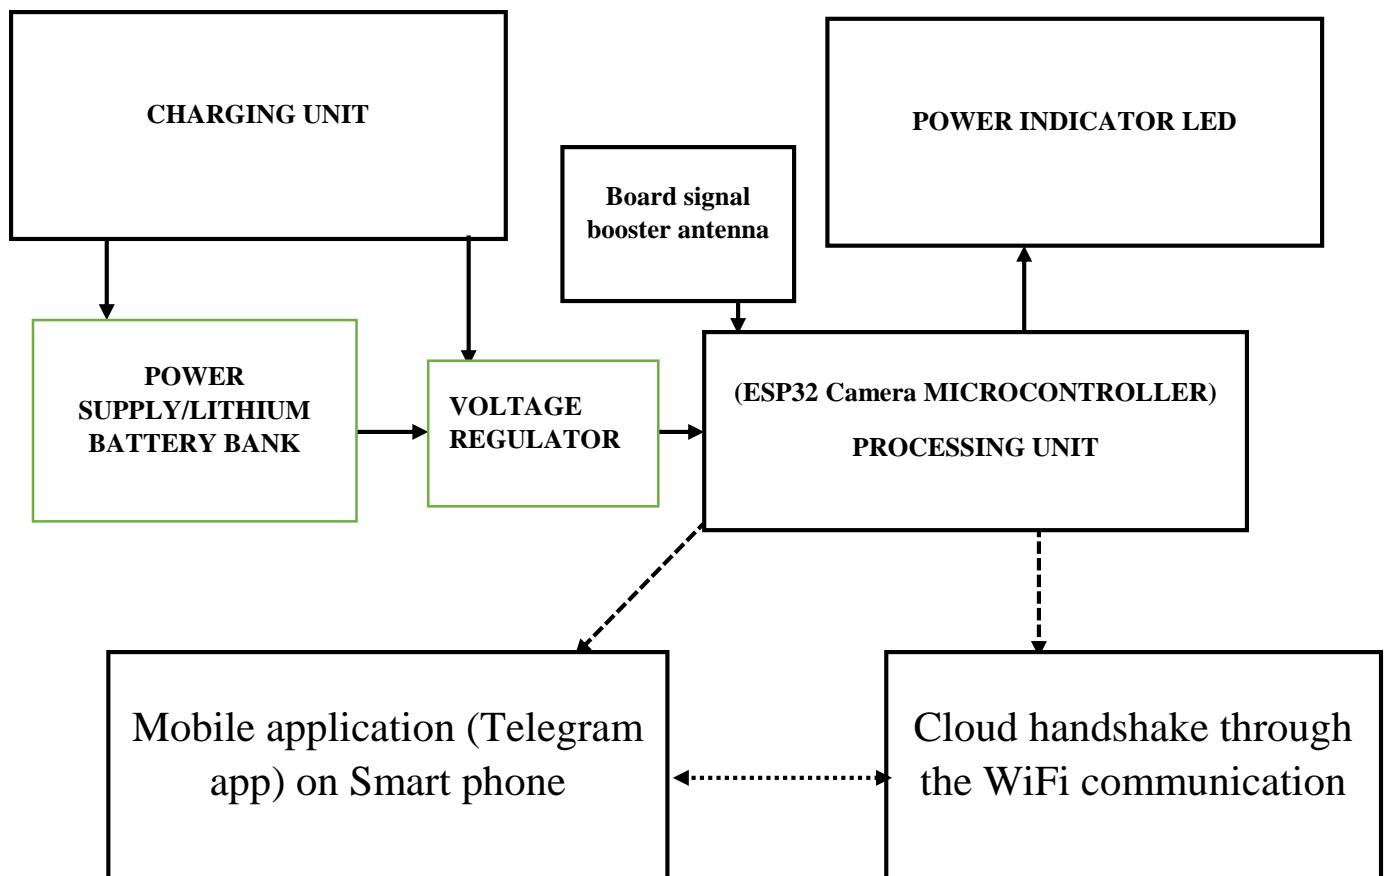 CHARGING UNIT
POWER INDICATOR LED
Board signal
booster antenna
POWER
SUPPLY/LITHIUM
BATTERY BANK
VOLTAGE
REGULATOR
(ESP32 Camera MICROCONTROLLER)
PROCESSING UNIT
Mobile application (Telegram
app) on Smart phone
Cloud handshake through
the WiFi communication